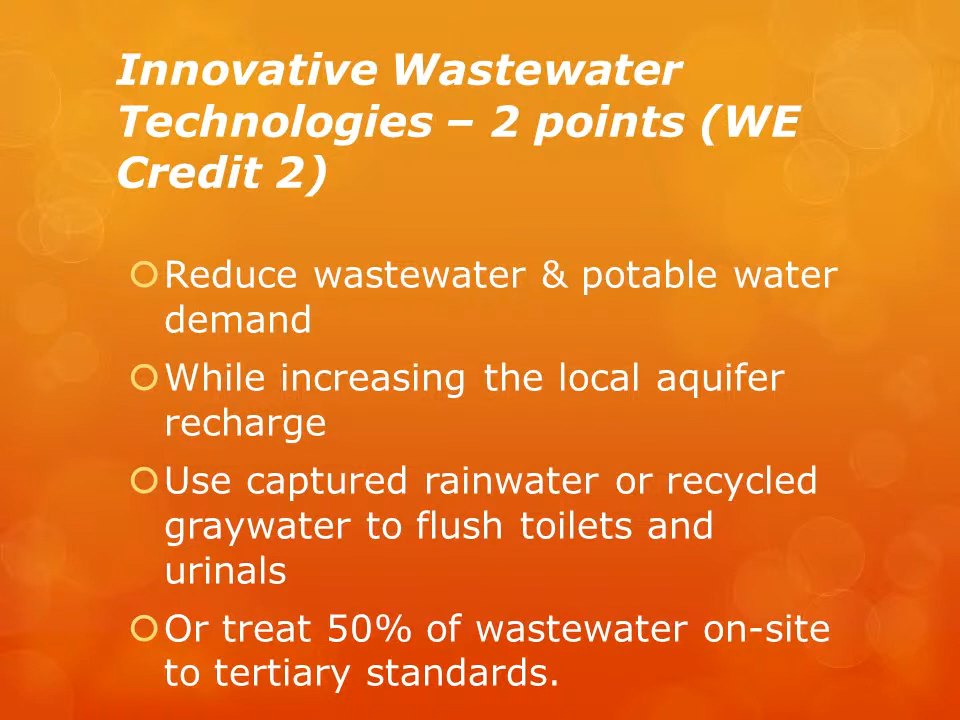 Innovative Wastewater
Technologies – 2 points (WE
Credit 2)
Reduce wastewater & potable water
demand
While increasing the local aquifer
recharge
Use captured rainwater or recycled
graywater to flush toilets and
urinals
Or treat 50% of wastewater on-site
to tertiary standards.